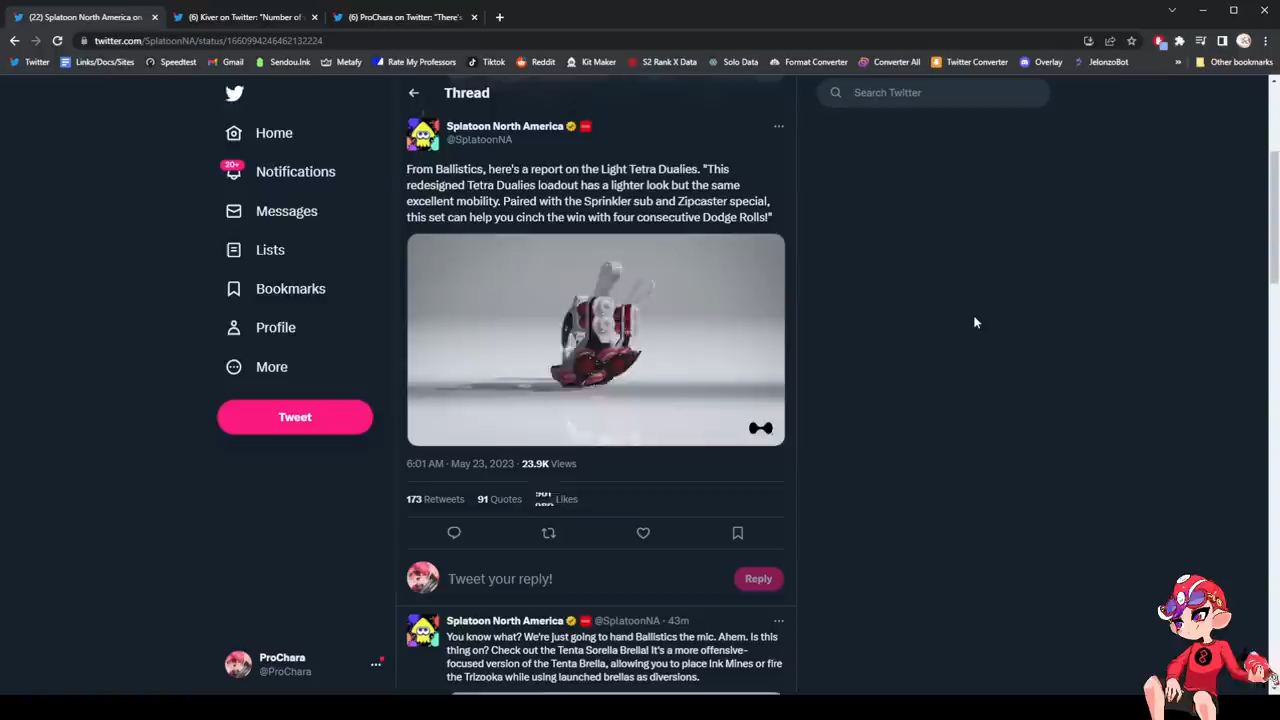 (22) Splatoon North America on
(6) Kiver on Twitter: "Number of
(6) ProChara on Twitter: "There's
twitter.com/SplatoonNA/status/1660994246462132224
Twitter
Links/Docs/Sites
Speedtest
Gmail
Sendou.Ink
Metafy
Rate My Professors
Tiktok
Reddit
Kit Maker
S2 Rank X Data
Solo Data
Format Converter
Converter All
Twitter Converter
Overlay
JelonzoBot
Other bookmarks
Thread
Search Twitter
Home
20+
Notifications
Messages
Lists
Bookmarks
Profile
More
Tweet
Splatoon North America
@SplatoonNA
From Ballistics, here's a report on the Light Tetra Dualies. "This
redesigned Tetra Dualies loadout has a lighter look but the same
excellent mobility. Paired with the Sprinkler sub and Zipcaster special,
this set can help you cinch the win with four consecutive Dodge Rolls!"
6:01 AM · May 23, 2023 · 23.9K Views
173 Retweets 91 Quotes Likes
Tweet your reply!
Reply
Splatoon North America @SplatoonNA · 43m
You know what? We're just going to hand Ballistics the mic. Ahem. Is this
thing on? Check out the Tenta Sorella Brella! It's a more offensive-
focused version of the Tenta Brella, allowing you to place Ink Mines or fire
the Trizooka while using launched brellas as diversions.
ProChara
@ProChara